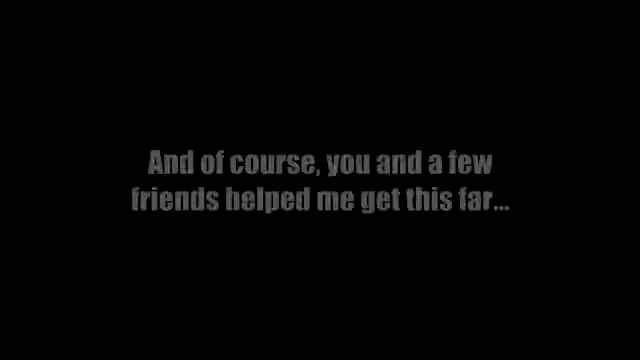 And of course, you and a few
friends helped me get this far...